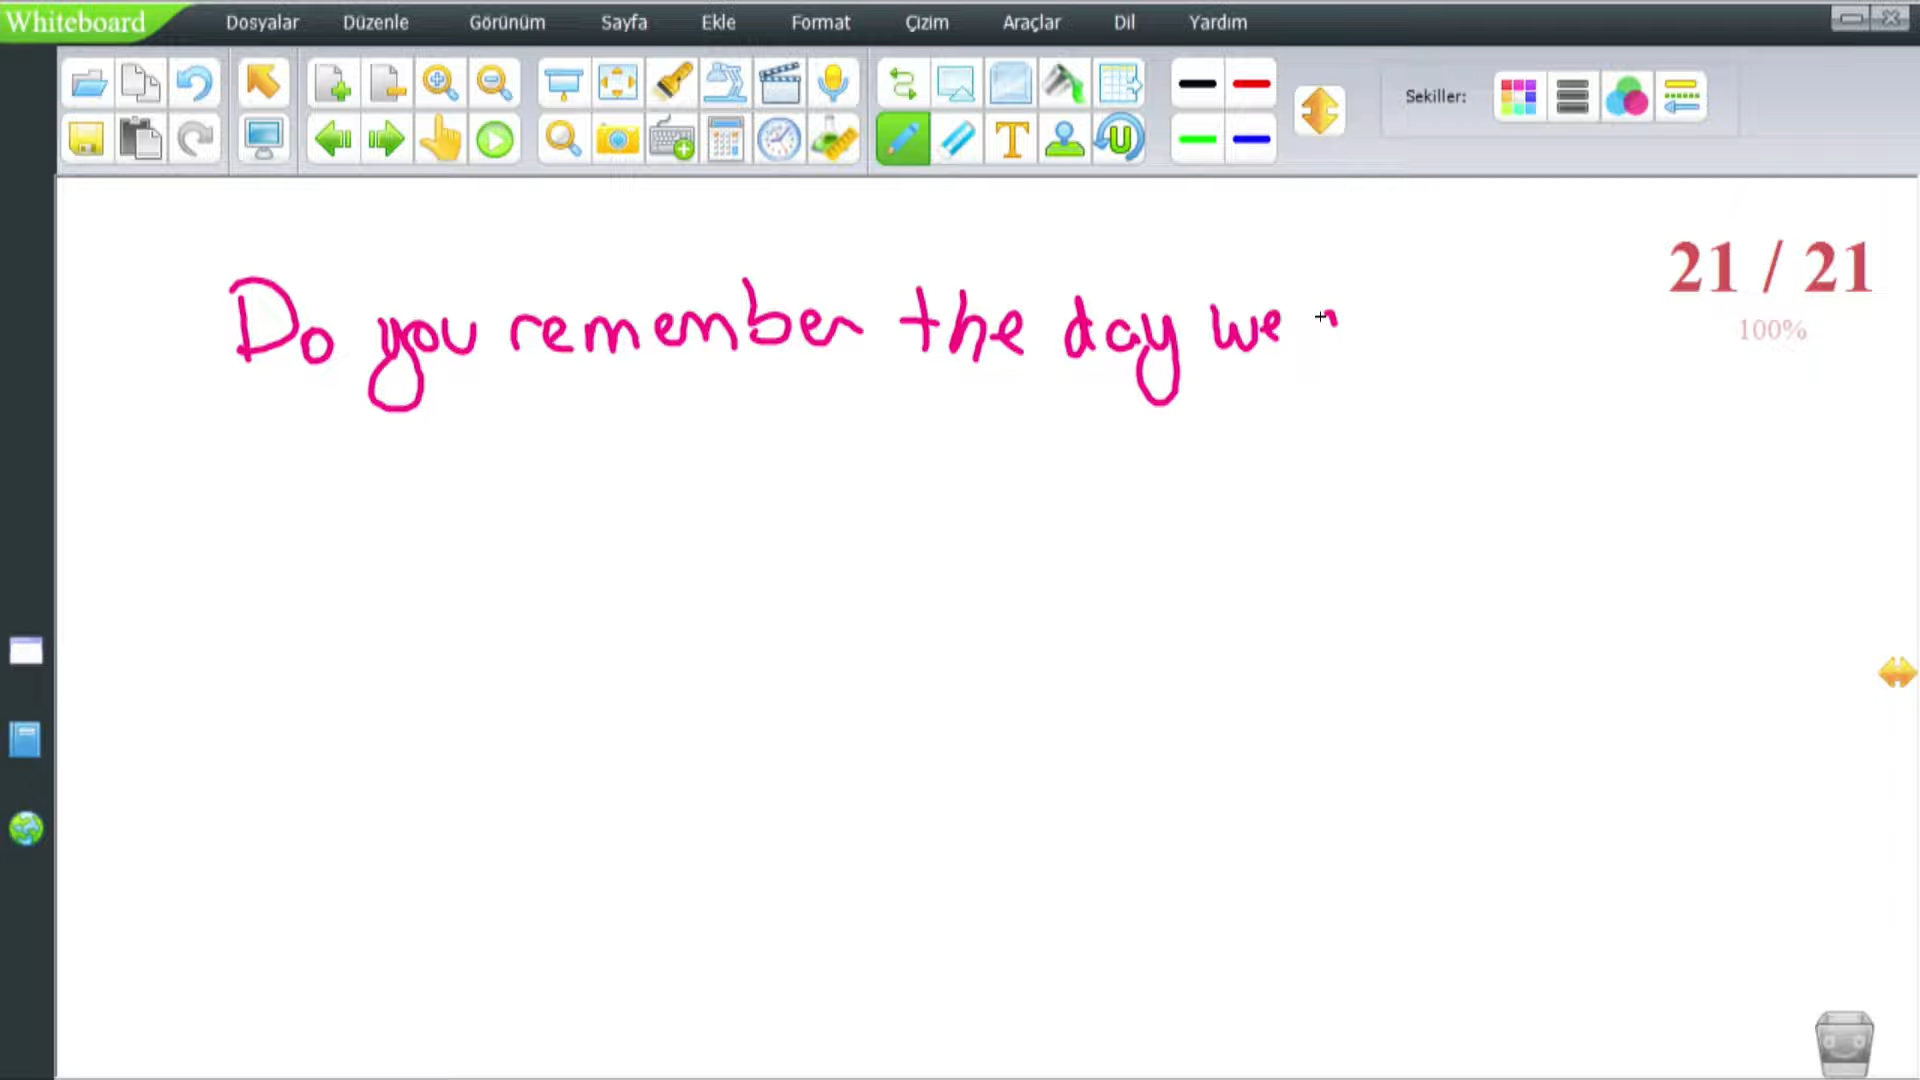 Whiteboard Dosyalar Düzenle Görünüm Sayfa Ekle Format Çizim Araçlar Dil Yardım
Sekiller:
21 / 21
100%
Do you remember the day we